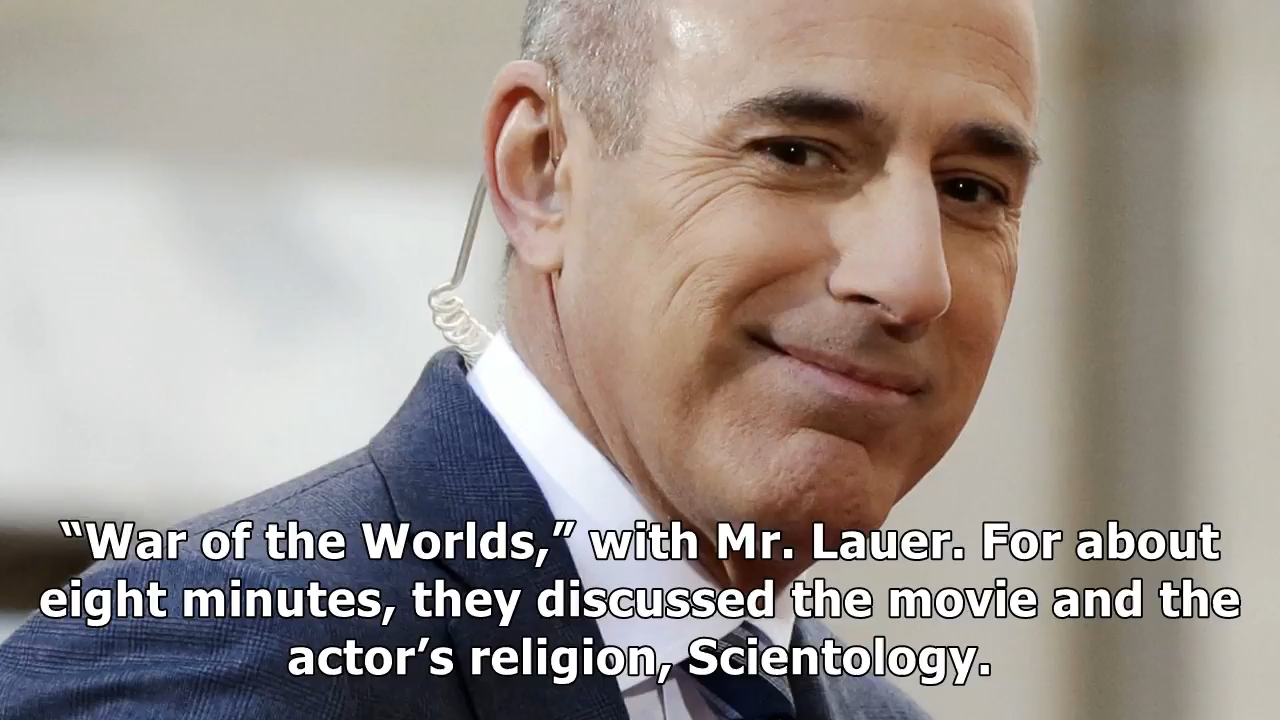 “War of the Worlds,” with Mr. Lauer. For about
eight minutes, they discussed the movie and the
actor’s religion, Scientology.